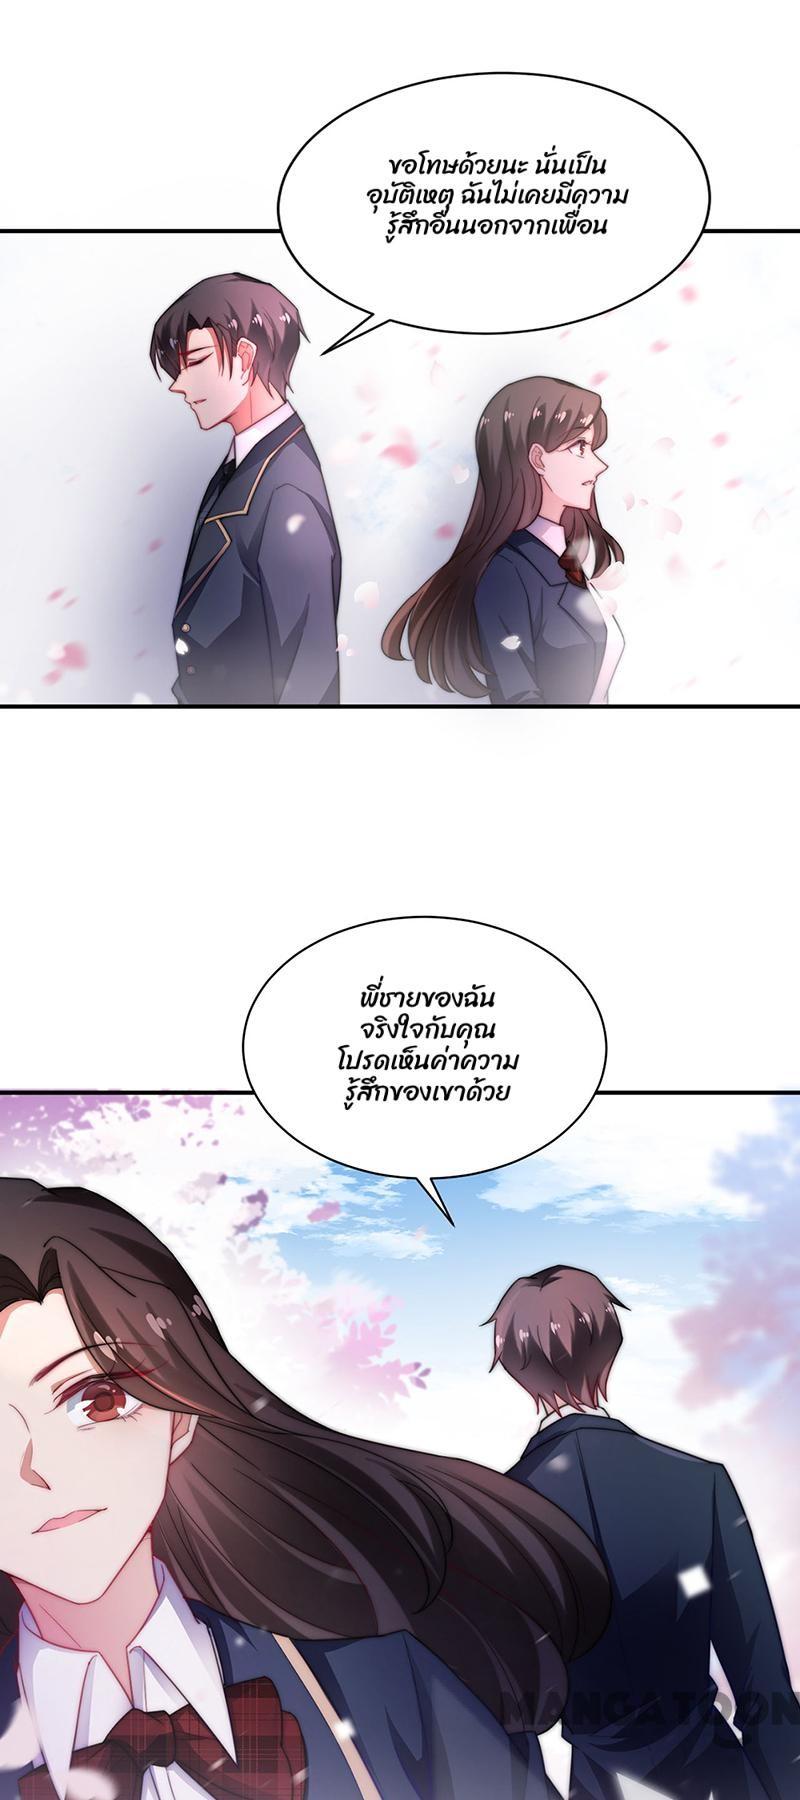 ขอโทษด้วยนะ นั่นเป็น
อุบัติเหตุ ฉันไม่เคยมีความ
รู้สึกอื่นนอกจากเพื่อน
พี่ชายของฉัน
จริงใจกับคุณ
โปรดเห็นค่าความ
รู้สึกของเขาด้วย
MANGATOON